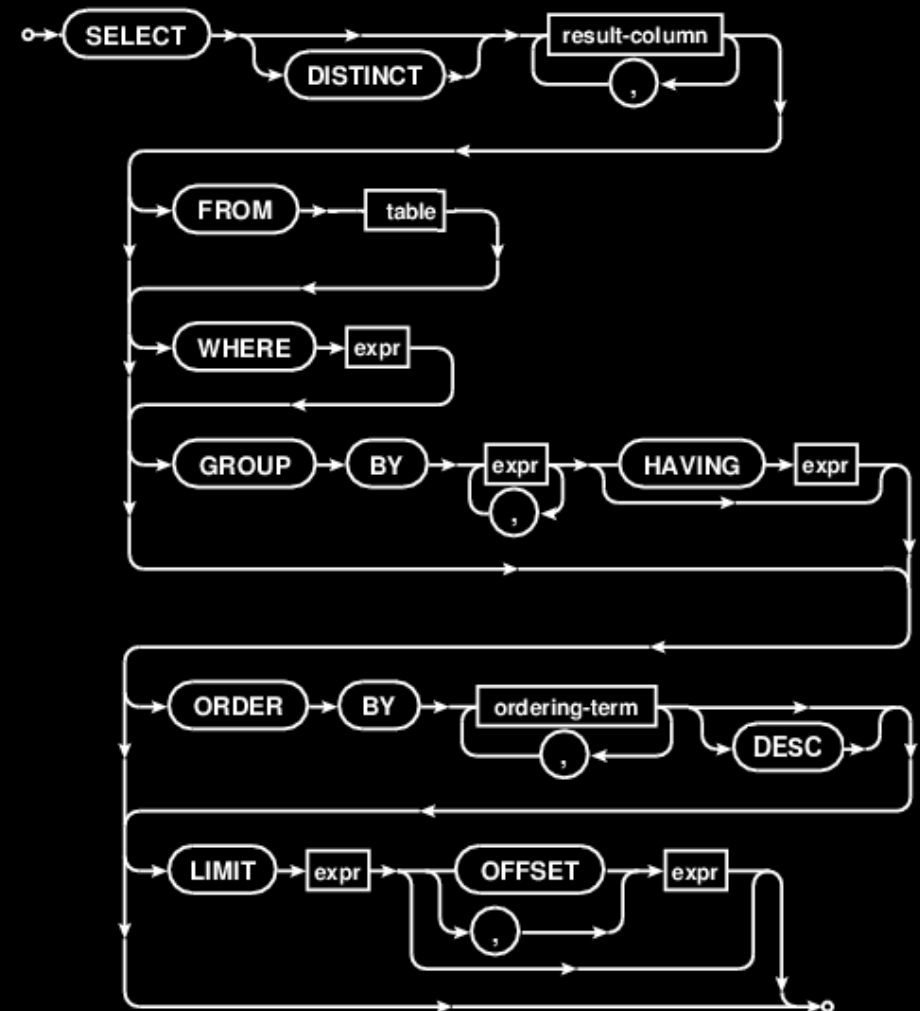 SELECT result-column
DISTINCT ,
FROM table
WHERE expr
GROUP BY expr HAVING expr
,
ORDER BY ordering-term
, DESC
LIMIT expr OFFSET expr
,